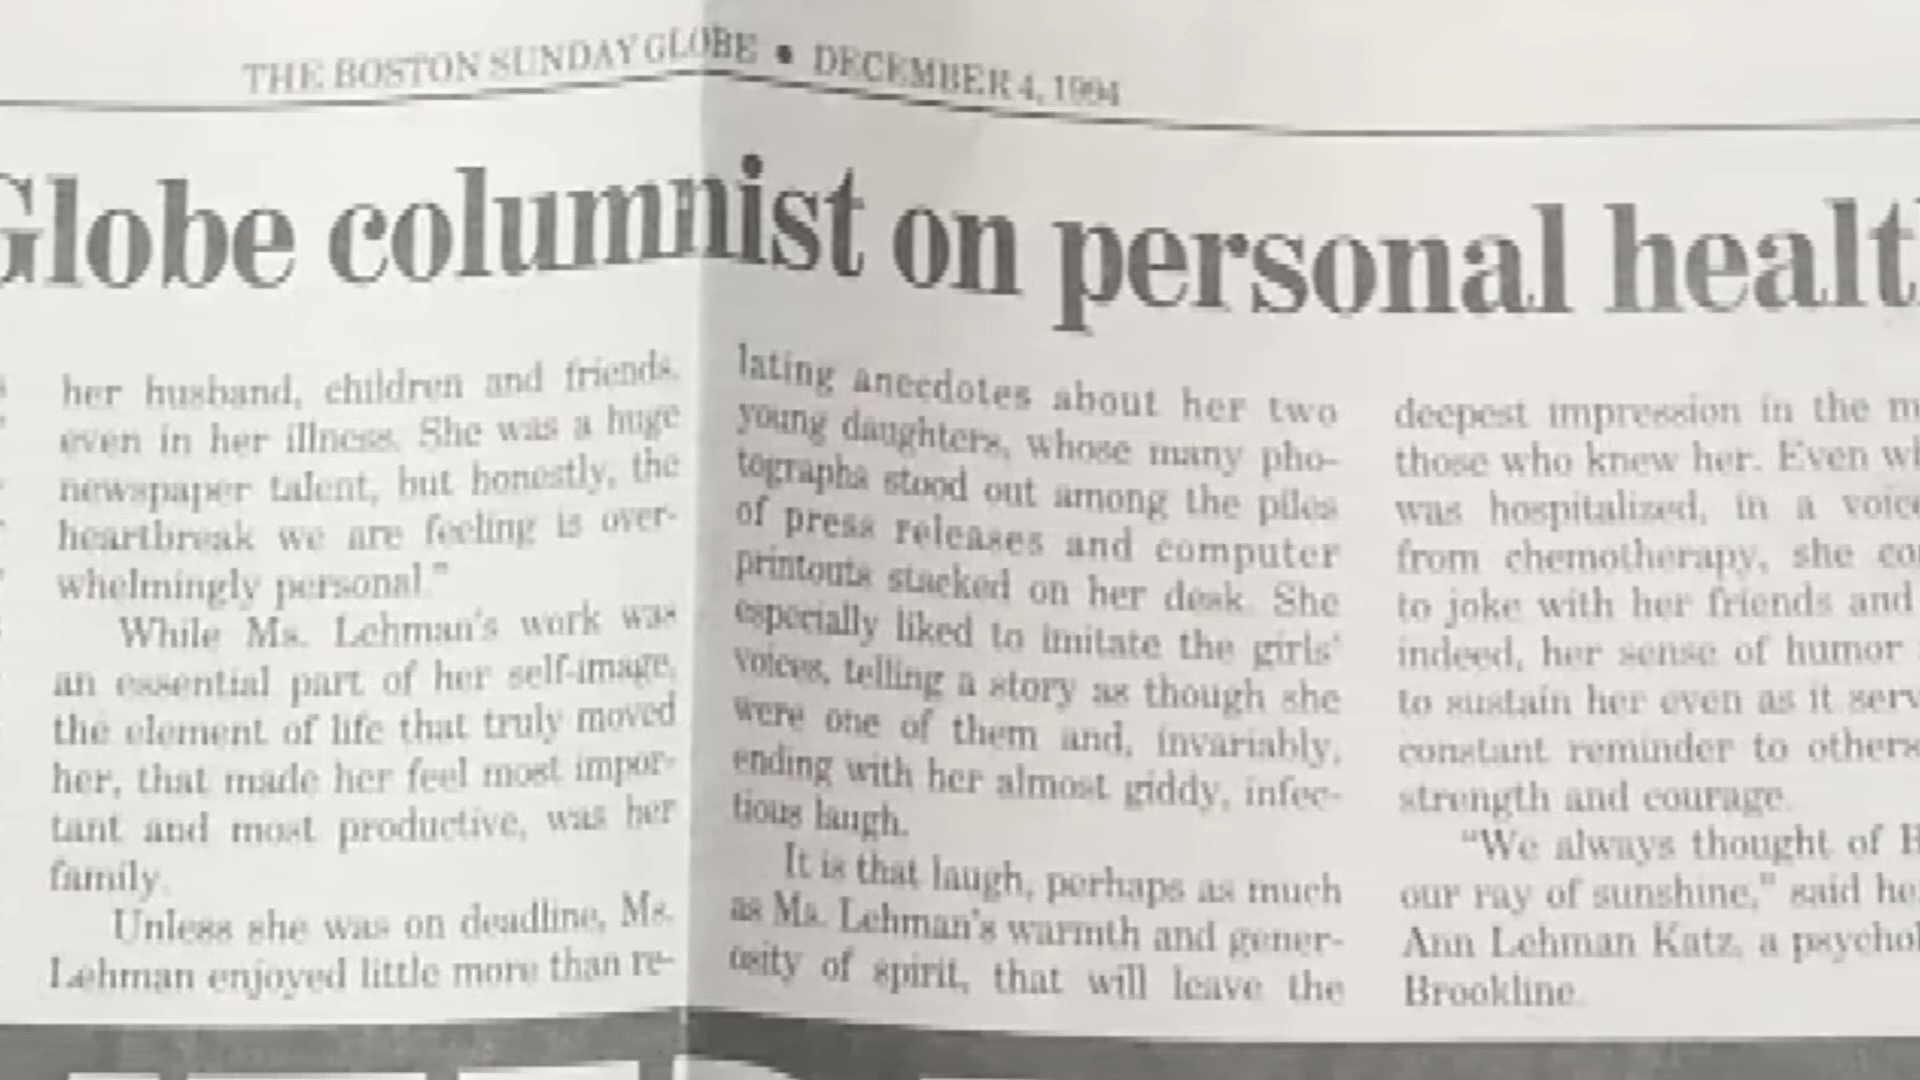 THE BOSTON SUNDAY GLOBE • DECEMBER 4, 1994
Globe columnist on personal healt
her husband, children and friends,
even in her illness. She was a huge
newspaper talent, but honestly, the
heartbreak we are feeling is over-
whelmingly personal."
While Ms. Lehman's work was
an essential part of her self-image,
the element of life that truly moved
her, that made her feel most impor-
tant and most productive, was her
family.
Unless she was on deadline, Ms.
Lehman enjoyed little more than re-
lating anecdotes about her two
young daughters, whose many pho-
tographs stood out among the piles
of press releases and computer
printouts stacked on her desk. She
especially liked to imitate the girls'
voices, telling a story as though she
were one of them and, invariably,
ending with her almost giddy, infec-
tious laugh.
It is that laugh, perhaps as much
as Ms. Lehman's warmth and gener-
osity of spirit, that will leave the
deepest impression in the m
those who knew her. Even wh
was hospitalized, in a voice
from chemotherapy, she co
to joke with her friends and
indeed, her sense of humor
to sustain her even as it serv
constant reminder to others
strength and courage.
"We always thought of B
our ray of sunshine," said he
Ann Lehman Katz, a psychol
Brookline.